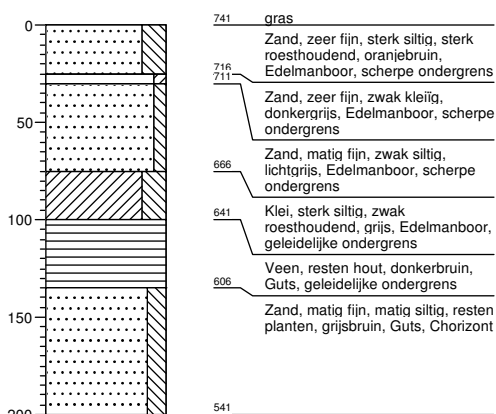 0
50
100
150
200
741
gras
Zand, zeer fijn, sterk siltig, sterk
roesthoudend, oranjebruin,
Edelmanboor, scherpe ondergrens
716
711
Zand, zeer fijn, zwak kleiïg,
donkergrijs, Edelmanboor, scherpe
ondergrens
Zand, matig fijn, zwak siltig,
lichtgrijs, Edelmanboor, scherpe
ondergrens
666
Klei, sterk siltig, zwak
roesthoudend, grijs, Edelmanboor,
geleidelijke ondergrens
641
Veen, resten hout, donkerbruin,
Guts, geleidelijke ondergrens
606
Zand, matig fijn, matig siltig, resten
planten, grijsbruin, Guts, Chorizont
541